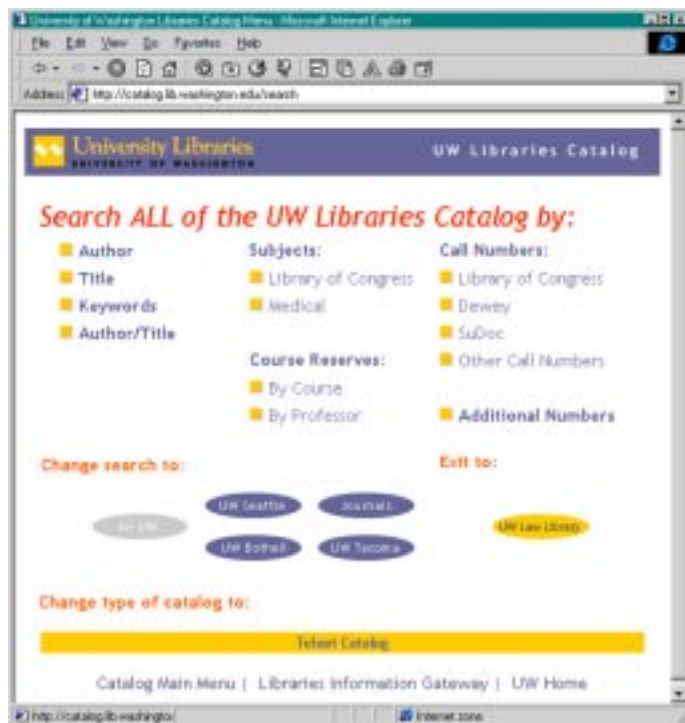 University of Washington Libraries Catalog Menu - Microsoft Internet Explorer
File Edit View Go Favorites Help
Address http://catalog.lib.washington.edu/search
University Libraries
UNIVERSITY OF WASHINGTON
UW Libraries Catalog
Search ALL of the UW Libraries Catalog by:
Author
Title
Keywords
Author/Title
Subjects:
Library of Congress
Medical
Course Reserves:
By Course
By Professor
Call Numbers:
Library of Congress
Dewey
SuDoc
Other Call Numbers
Additional Numbers
Change search to:
All UW
UW Seattle
Journals
UW Bothell
UW Tacoma
Exit to:
UW Law Library
Change type of catalog to:
Telnet Catalog
Catalog Main Menu | Libraries Information Gateway | UW Home
http://catalog.lib.washingto
Internet zone